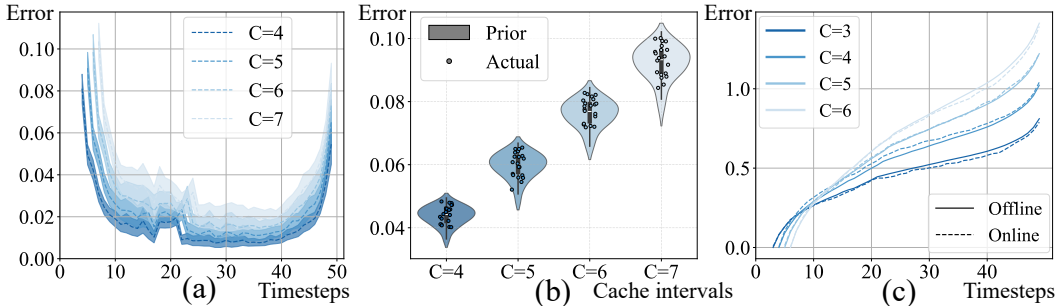 Error
0.10
0.08
0.06
0.04
0.02
0.00
0
10
20
30
40
50
C=4
C=5
C=6
C=7
(a)
Timesteps
Error
0.10
0.08
0.06
0.04
Prior
Actual
C=4
C=5
C=6
C=7
(b)
Cache intervals
Error
1.0
0.5
0.0
0
20
40
C=3
C=4
C=5
C=6
Offline
Online
(c)
Timesteps